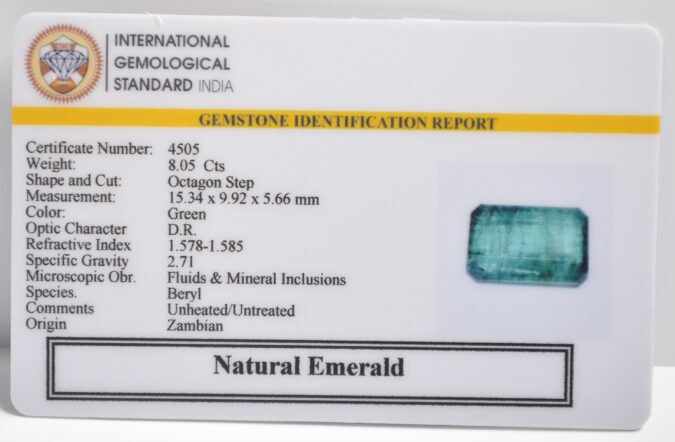 IGS
INTERNATIONAL
GEMOLOGICAL
STANDARD INDIA
GEMSTONE IDENTIFICATION REPORT
Certificate Number: 4505
Weight: 8.05 Cts
Shape and Cut: Octagon Step
Measurement: 15.34 x 9.92 x 5.66 mm
Color: Green
Optic Character D.R.
Refractive Index 1.578-1.585
Specific Gravity 2.71
Microscopic Obr. Fluids & Mineral Inclusions
Species. Beryl
Comments Unheated/Untreated
Origin Zambian
Natural Emerald